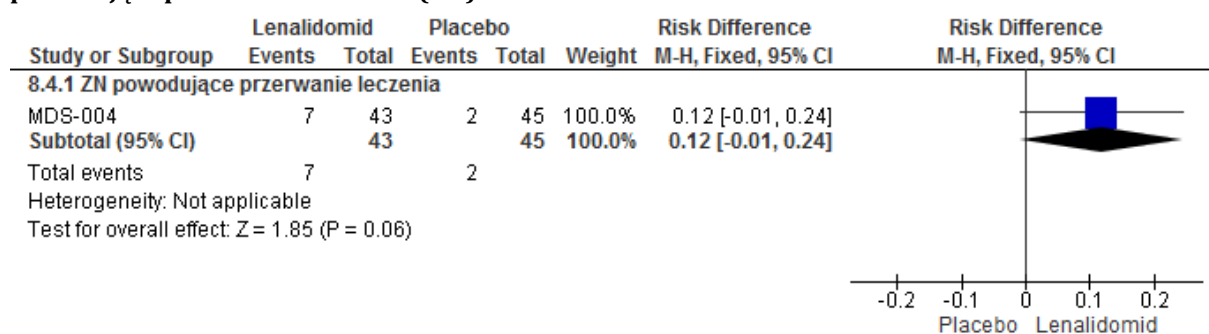 Lenalidomid Placebo Risk Difference Risk Difference
Study or Subgroup Events Total Events Total Weight M-H, Fixed, 95% CI M-H, Fixed, 95% CI
8.4.1 ZN powodujące przerwanie leczenia
MDS-004 7 43 2 45 100.0% 0.12 [-0.01, 0.24]
Subtotal (95% CI) 43 45 100.0% 0.12 [-0.01, 0.24]
Total events 7 2
Heterogeneity: Not applicable
Test for overall effect: Z = 1.85 (P = 0.06)
-0.2 -0.1 0 0.1 0.2
Placebo Lenalidomid